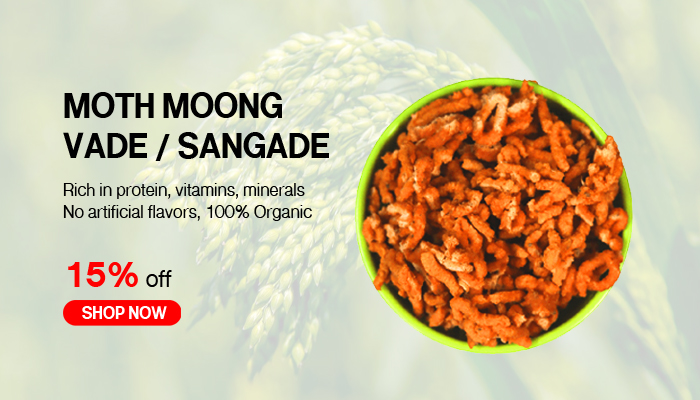 MOTH MOONG
VADE / SANGADE
Rich in protein, vitamins, minerals
No artificial flavors, 100% Organic
15% off
SHOP NOW